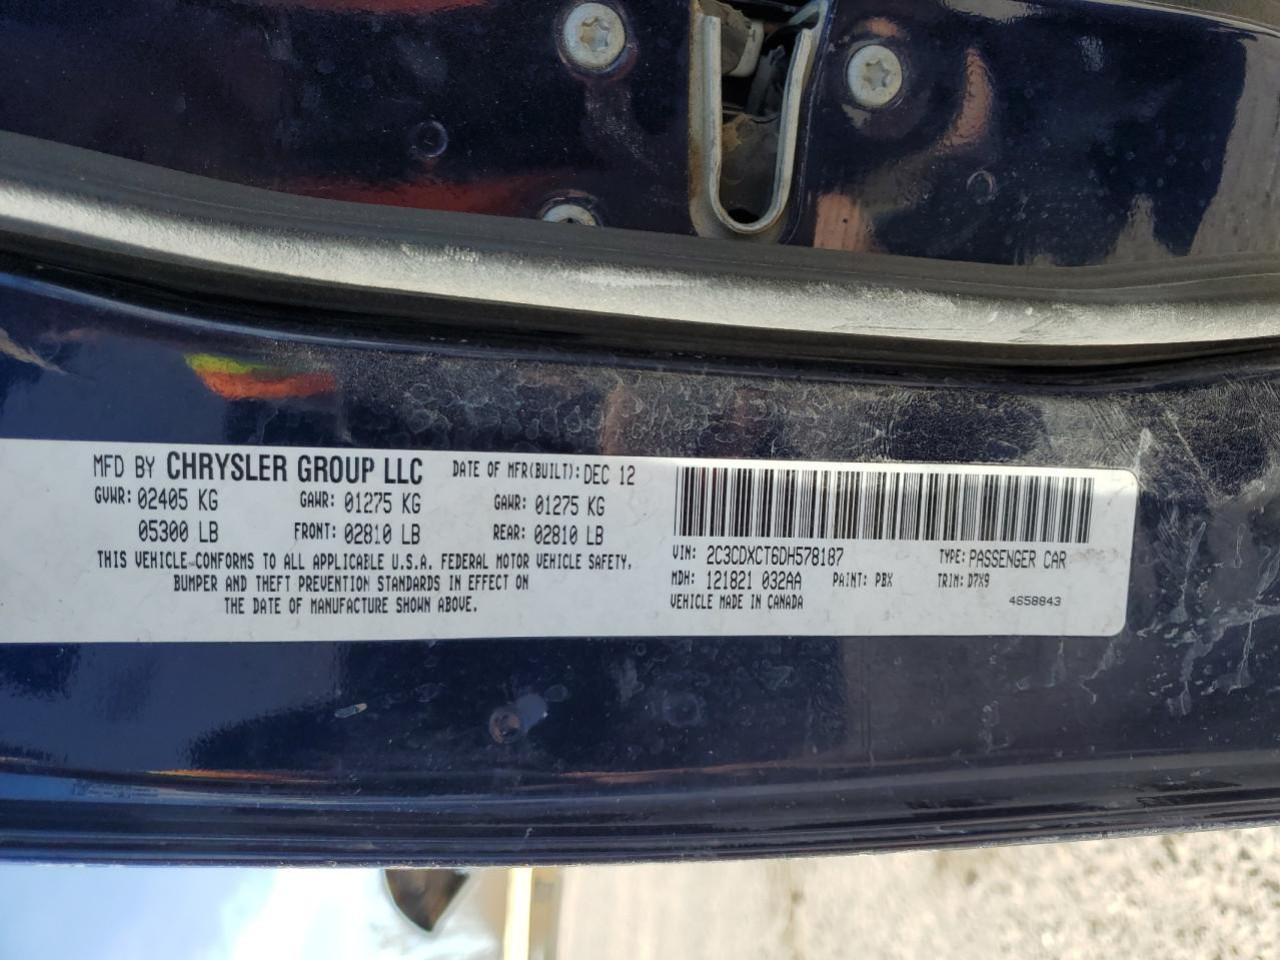 MFD BY CHRYSLER GROUP LLC DATE OF MFR(BUILT): DEC 12
GVWR: 02405 KG GAWR: 01275 KG GAWR: 01275 KG
05300 LB FRONT: 02810 LB REAR: 02810 LB
THIS VEHICLE CONFORMS TO ALL APPLICABLE U.S.A. FEDERAL MOTOR VEHICLE SAFETY,
BUMPER AND THEFT PREVENTION STANDARDS IN EFFECT ON
THE DATE OF MANUFACTURE SHOWN ABOVE.
VIN: 2C3CDXCT6DH578187 TYPE: PASSENGER CAR
MDH: 121821 032AA PAINT: PBX TRIM: D7X9
VEHICLE MADE IN CANADA 4658843